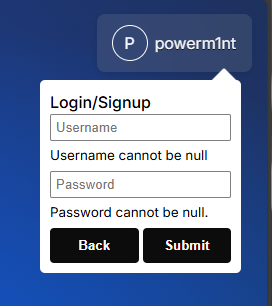 P powerm1nt
Login/Signup
Username
Username cannot be null
Password
Password cannot be null.
Back Submit